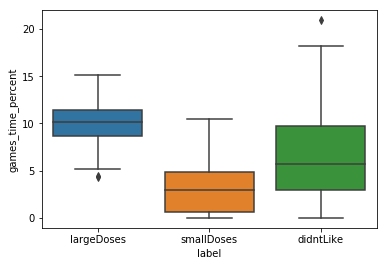 games_time_percent
20
15
10
5
0
largeDoses
smallDoses
didntLike
label